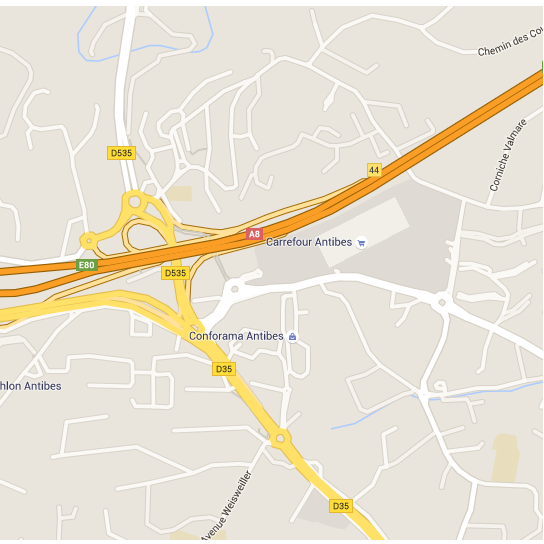 Chemin des Co
Corniche Valmare
D535
44
A8
Carrefour Antibes
E80
D535
Conforama Antibes
D35
hlon Antibes
Avenue Weisweiller
D35